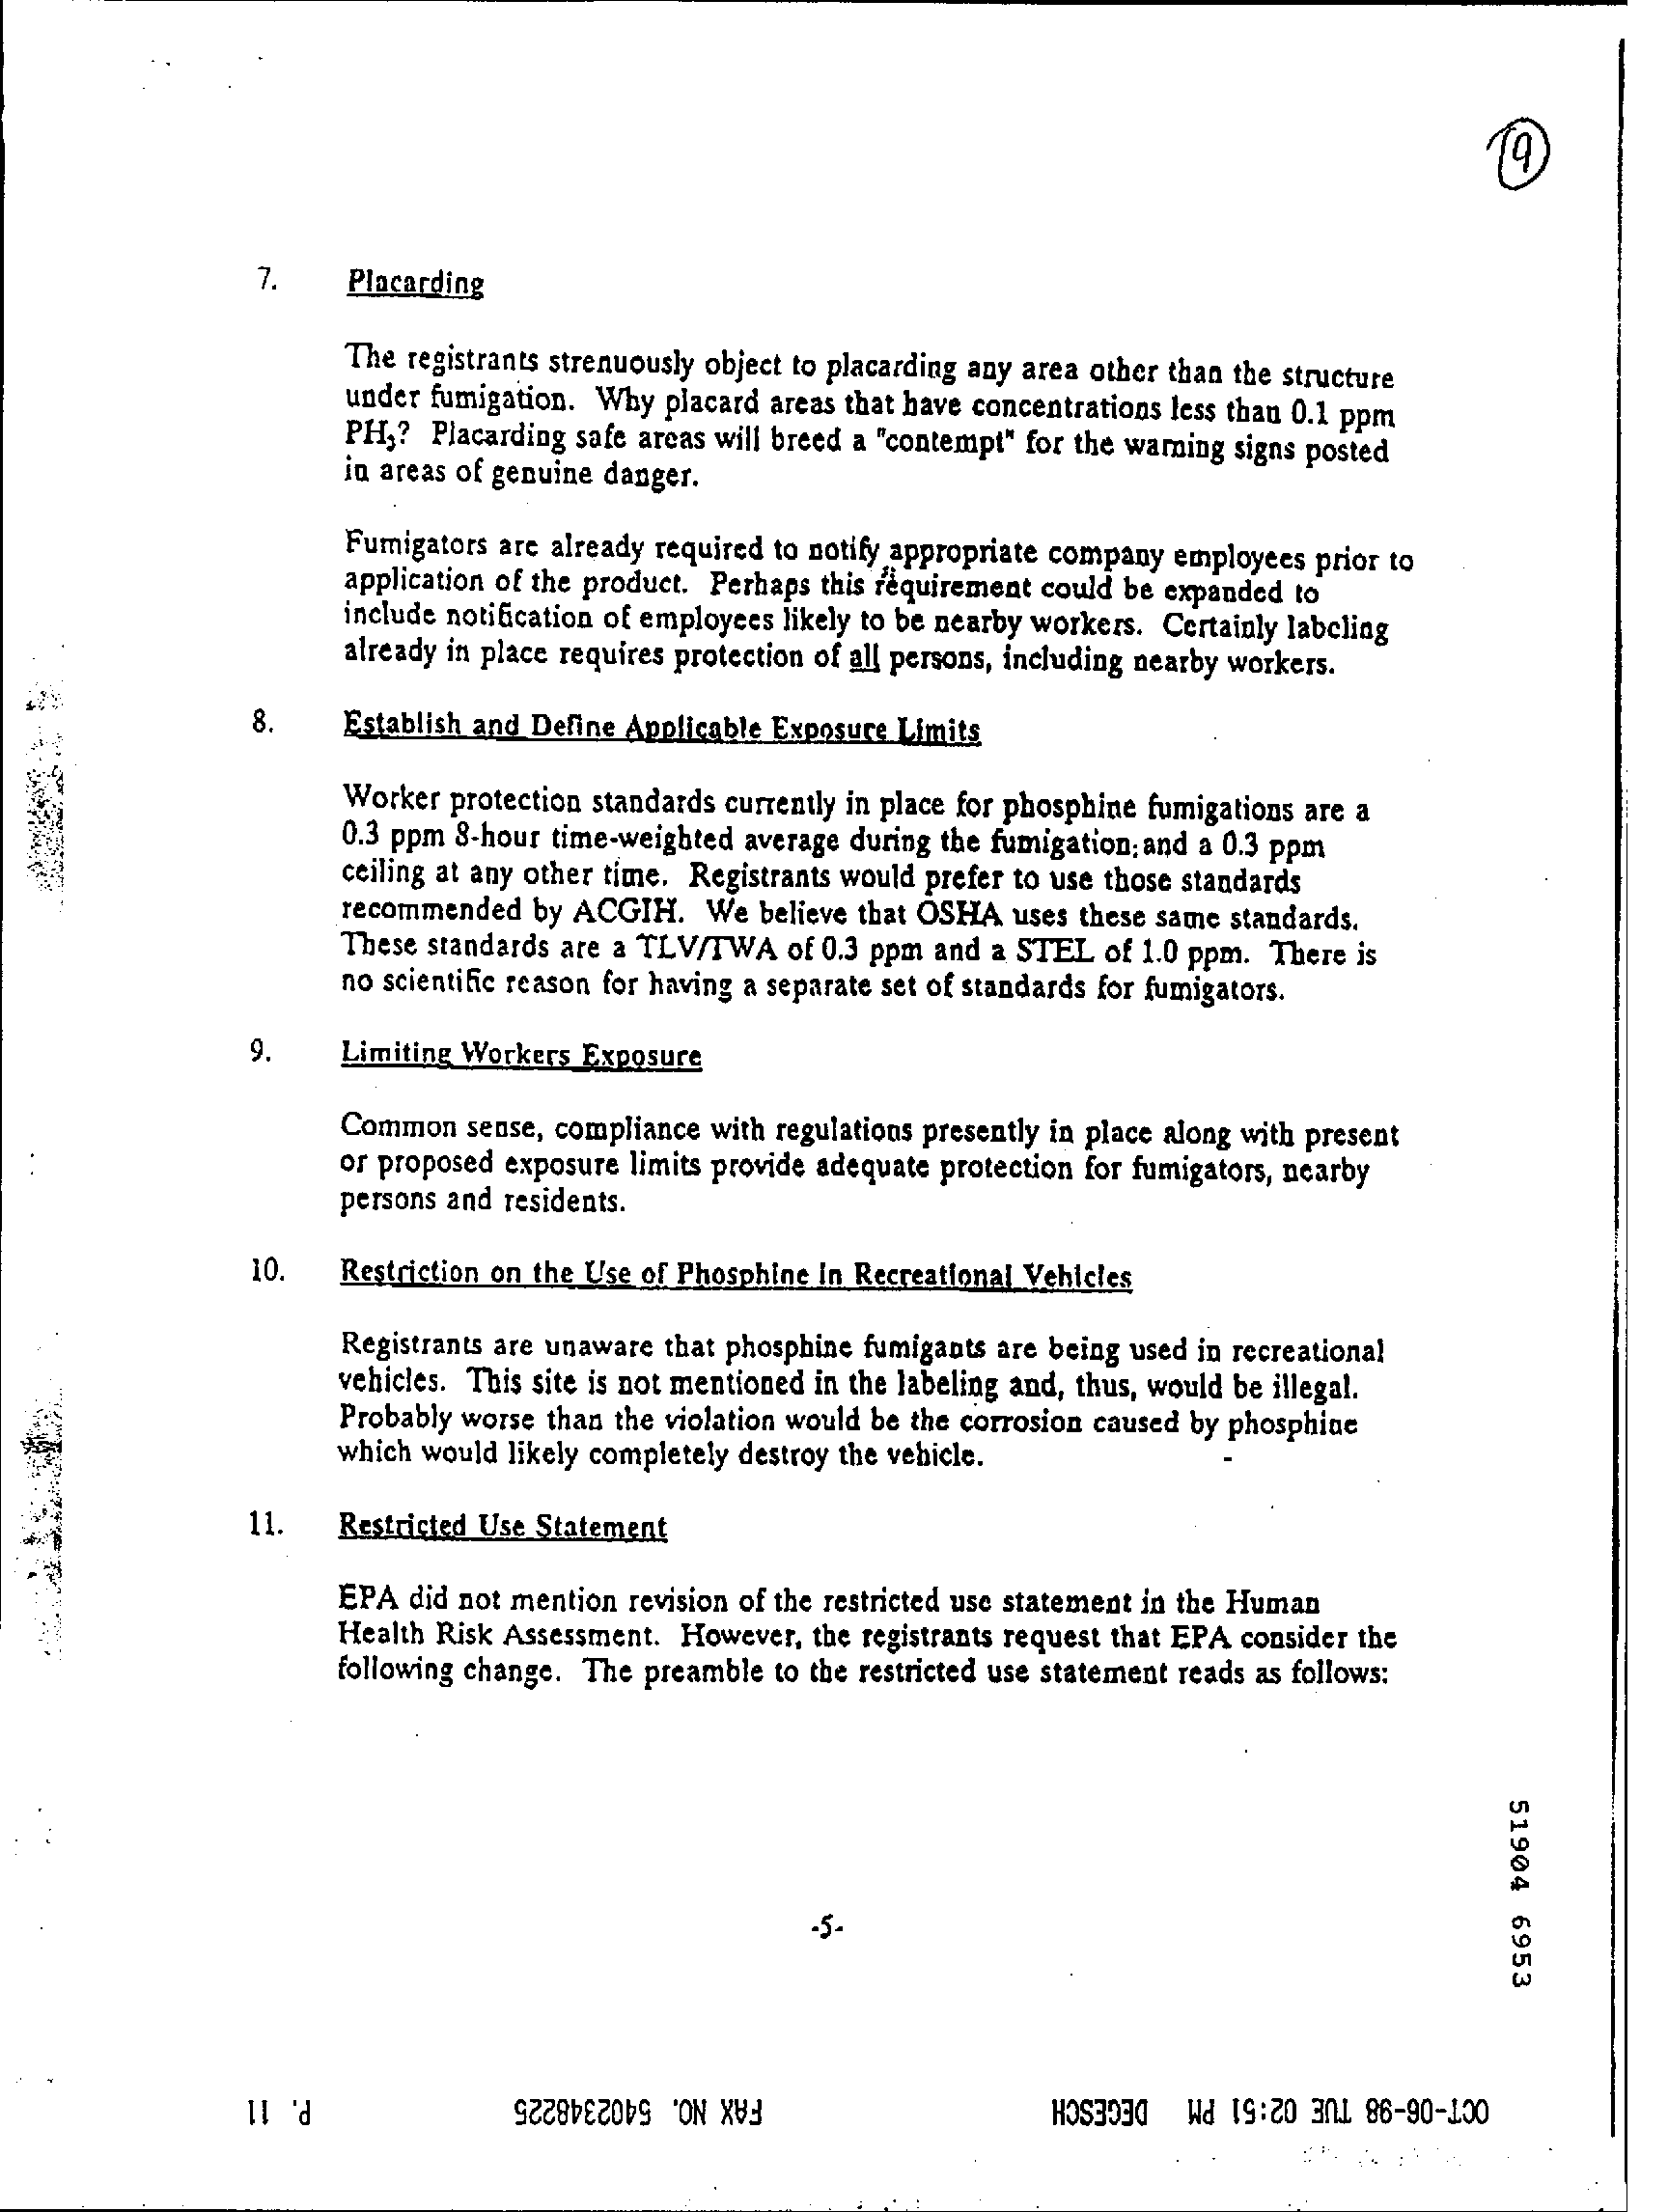 19
7. Placarding
The registrants strenuously object to placarding any area other than the structure
under fumigation. Why placard areas that have concentrations less than 0.1 ppm
PH₃? Placarding safe areas will breed a "contempt" for the warning signs posted
in areas of genuine danger.
Fumigators are already required to notify appropriate company employees prior to
application of the product. Perhaps this requirement could be expanded to
include notification of employees likely to be nearby workers. Certainly labeling
already in place requires protection of all persons, including nearby workers.
8. Establish and Define Applicable Exposure Limits
Worker protection standards currently in place for phosphine fumigations are a
0.3 ppm 8-hour time-weighted average during the fumigation; and a 0.3 ppm
ceiling at any other time. Registrants would prefer to use those standards
recommended by ACGIH. We believe that OSHA uses these same standards.
These standards are a TLV/TWA of 0.3 ppm and a STEL of 1.0 ppm. There is
no scientific reason for having a separate set of standards for fumigators.
9. Limiting Workers Exposure
Common sense, compliance with regulations presently in place along with present
or proposed exposure limits provide adequate protection for fumigators, nearby
persons and residents.
10. Restriction on the Use of Phosphine in Recreational Vehicles
Registrants are unaware that phosphine fumigants are being used in recreational
vehicles. This site is not mentioned in the labeling and, thus, would be illegal.
Probably worse than the violation would be the corrosion caused by phosphine
which would likely completely destroy the vehicle.
11. Restricted Use Statement
EPA did not mention revision of the restricted use statement in the Human
Health Risk Assessment. However, the registrants request that EPA consider the
following change. The preamble to the restricted use statement reads as follows:
51904 6953
-5-
OCT-06-98 TUE 02:51 PM DEGESCH FAX NO. 5402348225 P. 11